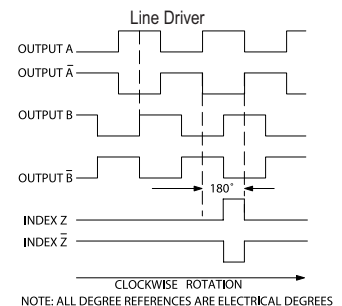 Line Driver
OUTPUT A
OUTPUT A̅
OUTPUT B
OUTPUT B̅
180°
INDEX Z
INDEX Z̅
CLOCKWISE ROTATION
NOTE: ALL DEGREE REFERENCES ARE ELECTRICAL DEGREES